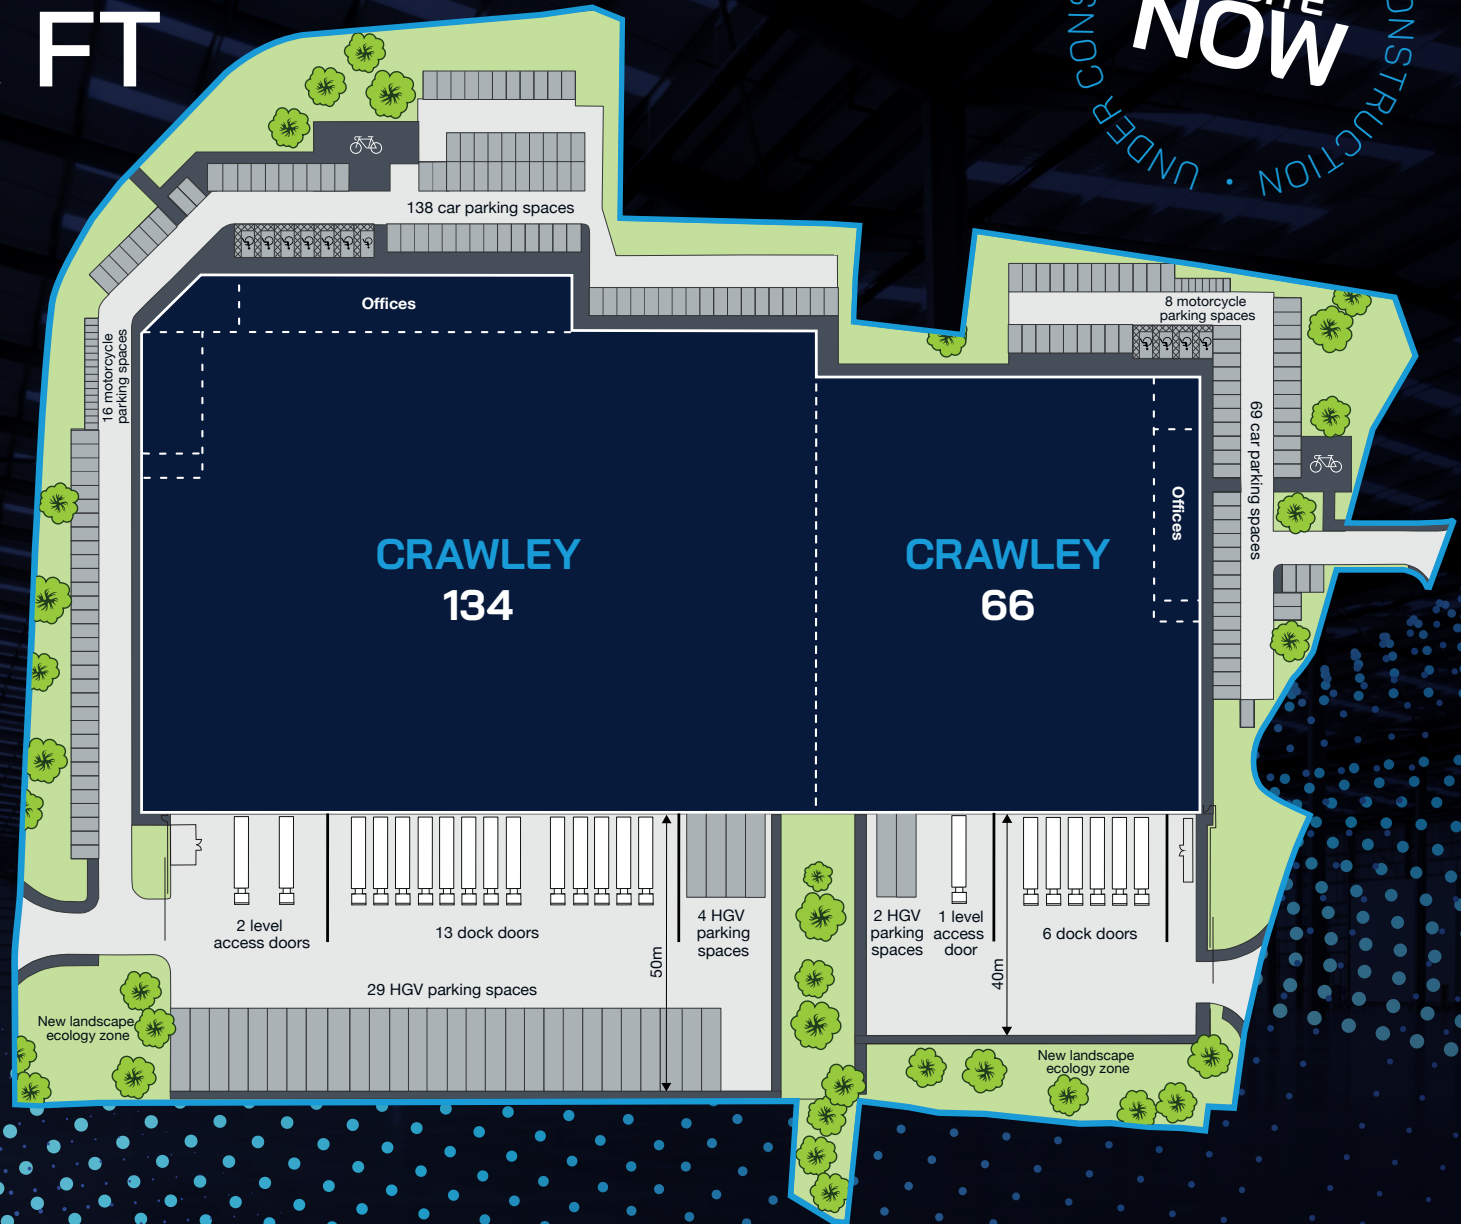 FT
NOW
UNDER CONSTRUCTION
138 car parking spaces
Offices
8 motorcycle
parking spaces
16 motorcycle
parking spaces
69 car parking spaces
Offices
CRAWLEY
134
CRAWLEY
66
2 level
access doors
13 dock doors
4 HGV
parking
spaces
2 HGV
parking
spaces
1 level
access
door
6 dock doors
50m
40m
29 HGV parking spaces
New landscape
ecology zone
New landscape
ecology zone